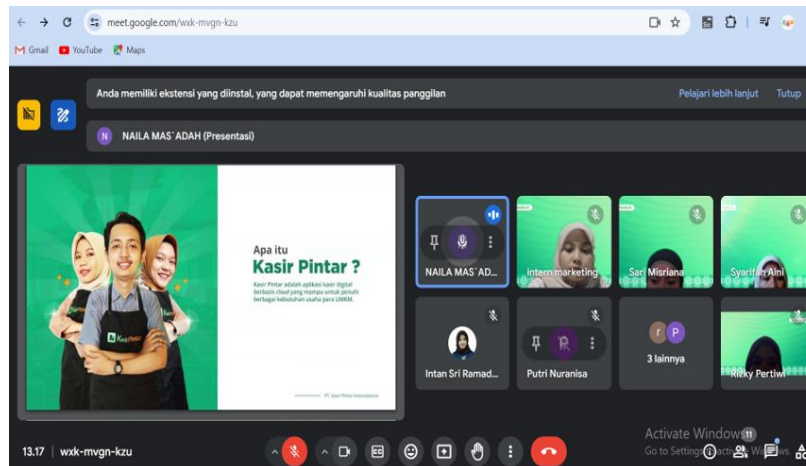 meet.google.com/wxk-mvgn-kzu
Gmail YouTube Maps
Anda memiliki ekstensi yang diinstal, yang dapat memengaruhi kualitas panggilan
Pelajari lebih lanjut Tutup
N NAILA MAS`ADAH (Presentasi)
Apa itu
Kasir Pintar ?
Kasir Pintar adalah aplikasi kasir digital
berbasis cloud yang mampu untuk penuhi
berbagai kebutuhan usaha para UMKM.
PT. Kasir Pintar Internasional
KasirPintar
NAILA MAS`AD...
intern marketing
Sari Misriana
Syarifah Aini
Intan Sri Ramad...
Putri Nuranisa
r P
3 lainnya
Rizky Pertiwi
Activate Windows
Go to Settings to activate Windows.
11
13.17 wxk-mvgn-kzu